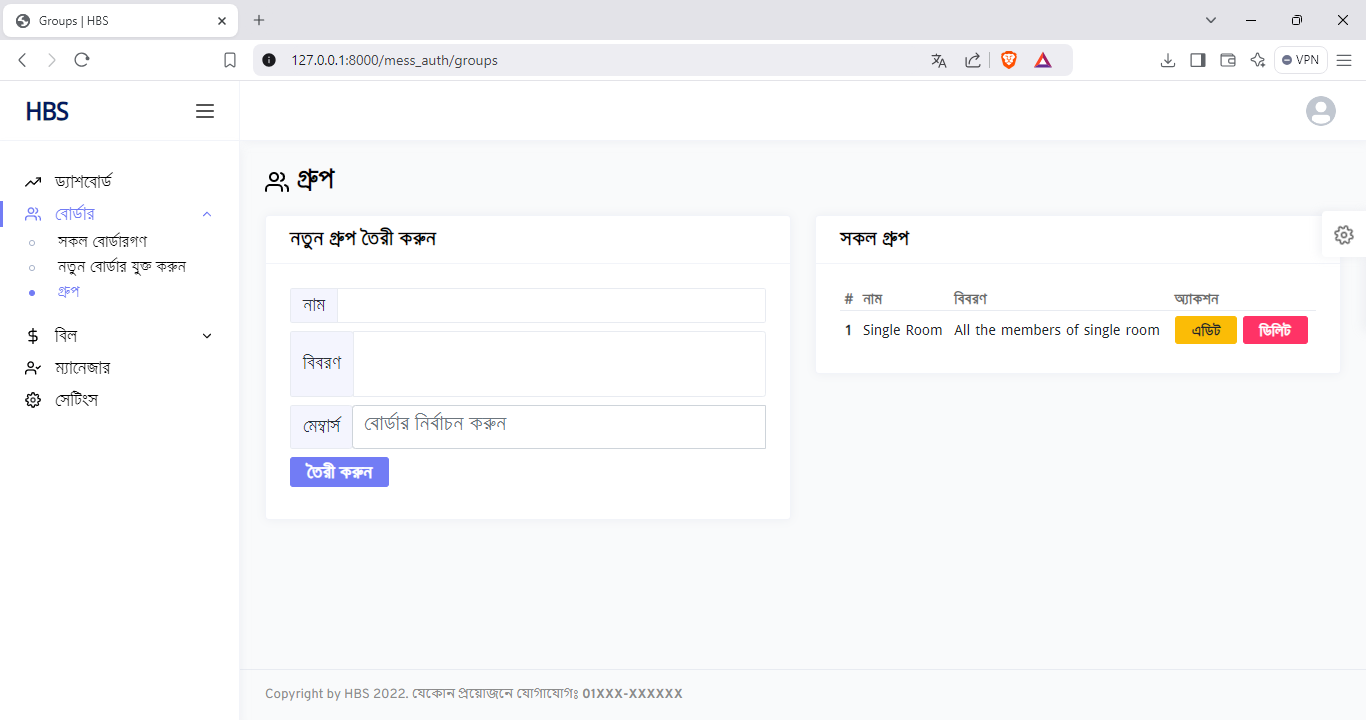 Groups | HBS
127.0.0.1:8000/mess_auth/groups
VPN
HBS
ড্যাশবোর্ড
বোর্ডার
সকল বোর্ডারগণ
নতুন বোর্ডার যুক্ত করুন
গ্রুপ
বিল
ম্যানেজার
সেটিংস
গ্রুপ
নতুন গ্রুপ তৈরী করুন
নাম
বিবরণ
মেম্বার্স বোর্ডার নির্বাচন করুন
তৈরী করুন
সকল গ্রুপ
# নাম বিবরণ অ্যাকশন
1 Single Room All the members of single room এডিট ডিলিট
Copyright by HBS 2022. যেকোন প্রয়োজনে যোগাযোগঃ 01XXX-XXXXXX